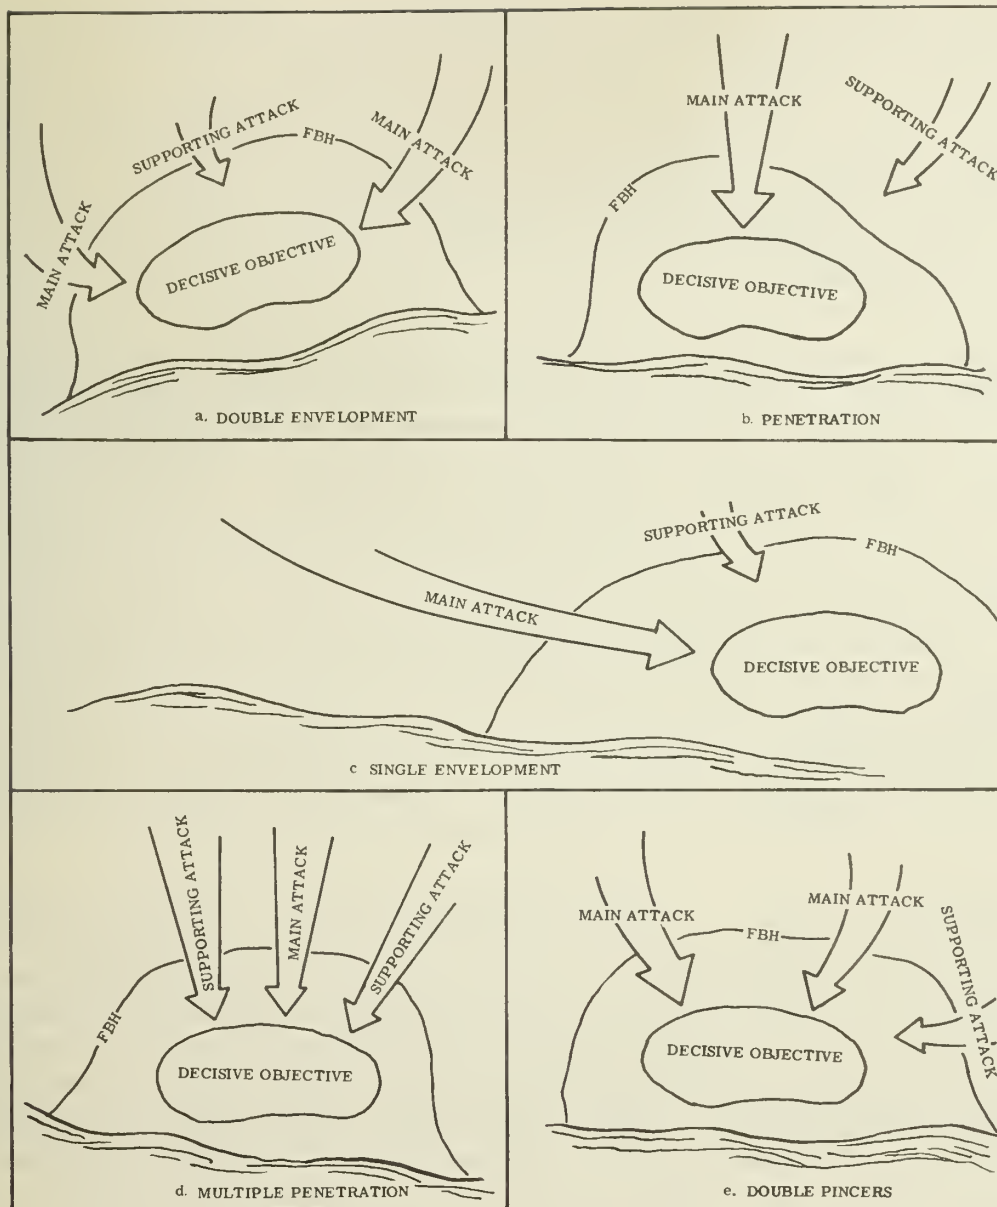 SUPPORTING ATTACK
FBH
MAIN ATTACK
MAIN ATTACK
DECISIVE OBJECTIVE
a. DOUBLE ENVELOPMENT
MAIN ATTACK
SUPPORTING ATTACK
FBH
DECISIVE OBJECTIVE
b. PENETRATION
SUPPORTING ATTACK
FBH
MAIN ATTACK
DECISIVE OBJECTIVE
c SINGLE ENVELOPMENT
SUPPORTING ATTACK
MAIN ATTACK
SUPPORTING ATTACK
FBH
DECISIVE OBJECTIVE
d. MULTIPLE PENETRATION
MAIN ATTACK
MAIN ATTACK
FBH
SUPPORTING ATTACK
DECISIVE OBJECTIVE
e. DOUBLE PINCERS